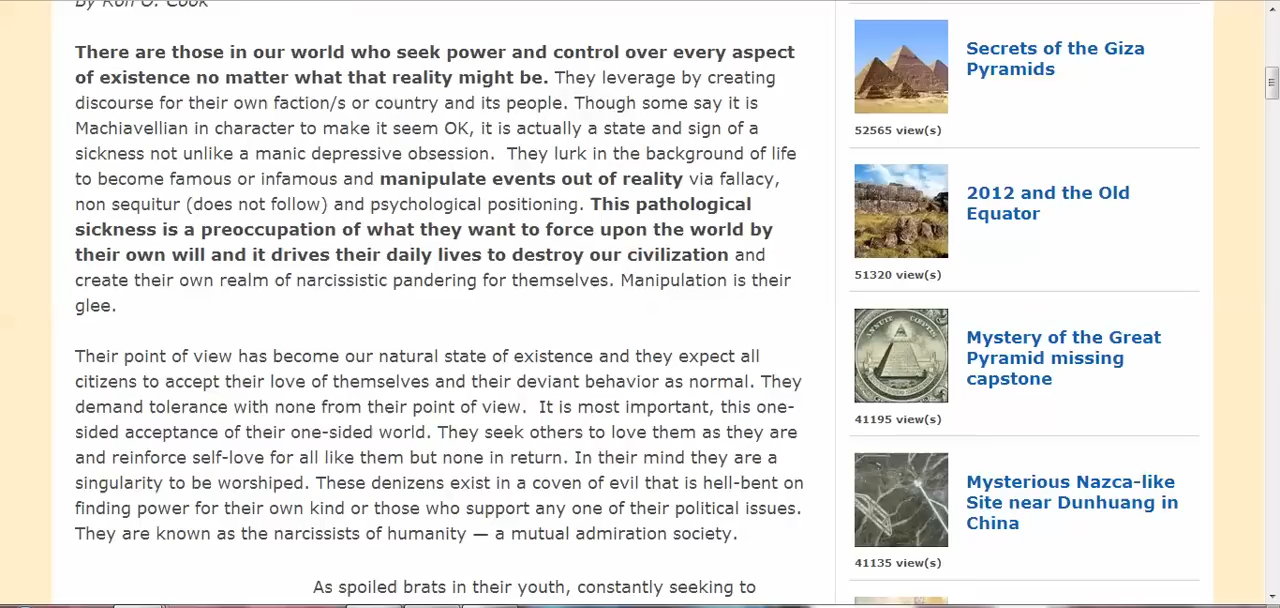 By Ron O. Cook
There are those in our world who seek power and control over every aspect
of existence no matter what that reality might be. They leverage by creating
discourse for their own faction/s or country and its people. Though some say it is
Machiavellian in character to make it seem OK, it is actually a state and sign of a
sickness not unlike a manic depressive obsession.  They lurk in the background of life
to become famous or infamous and manipulate events out of reality via fallacy,
non sequitur (does not follow) and psychological positioning. This pathological
sickness is a preoccupation of what they want to force upon the world by
their own will and it drives their daily lives to destroy our civilization and
create their own realm of narcissistic pandering for themselves. Manipulation is their
glee.
Their point of view has become our natural state of existence and they expect all
citizens to accept their love of themselves and their deviant behavior as normal. They
demand tolerance with none from their point of view.  It is most important, this one-
sided acceptance of their one-sided world. They seek others to love them as they are
and reinforce self-love for all like them but none in return. In their mind they are a
singularity to be worshiped. These denizens exist in a coven of evil that is hell-bent on
finding power for their own kind or those who support any one of their political issues.
They are known as the narcissists of humanity — a mutual admiration society.
As spoiled brats in their youth, constantly seeking to
Secrets of the Giza
Pyramids
52565 view(s)
2012 and the Old
Equator
51320 view(s)
Mystery of the Great
Pyramid missing
capstone
41195 view(s)
Mysterious Nazca-like
Site near Dunhuang in
China
41135 view(s)
ANNUIT COEPTIS